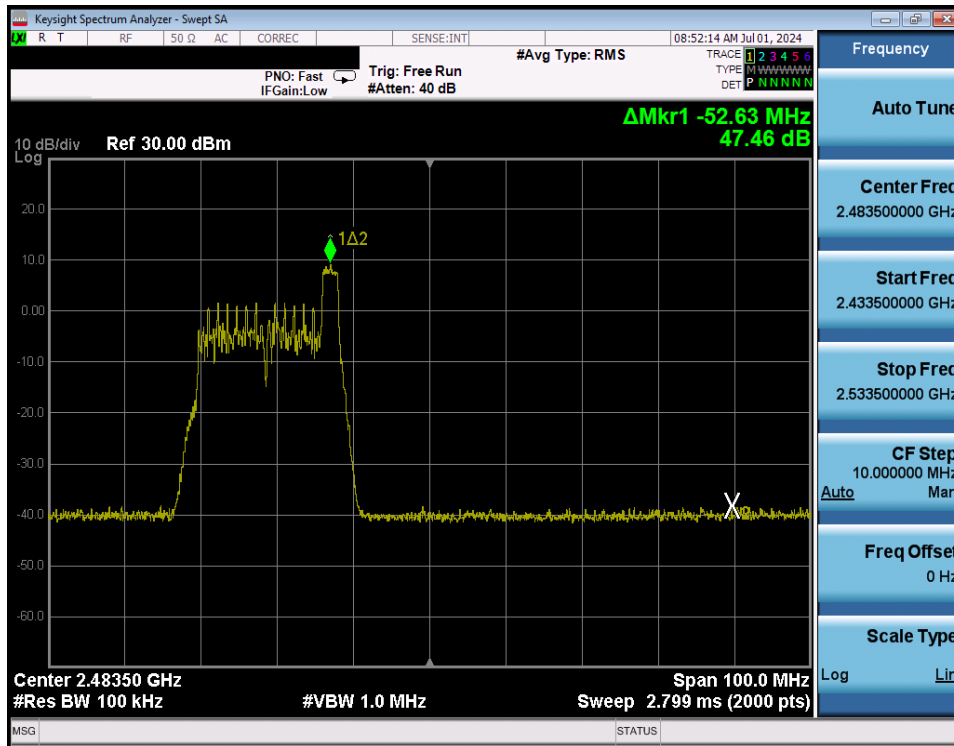 Keysight Spectrum Analyzer - Swept SA
LXI R T RF 50 Ω AC CORREC SENSE:INT 08:52:14 AM Jul 01, 2024
#Avg Type: RMS
TRACE 1 2 3 4 5 6
TYPE M W W W W W
DET P N N N N N
PNO: Fast
IFGain:Low
Trig: Free Run
#Atten: 40 dB
ΔMkr1 -52.63 MHz
47.46 dB
10 dB/div
Log
Ref 30.00 dBm
20.0
10.0
0.00
-10.0
-20.0
-30.0
-40.0
-50.0
-60.0
1Δ2
X
Center 2.48350 GHz
#Res BW 100 kHz
#VBW 1.0 MHz
Span 100.0 MHz
Sweep 2.799 ms (2000 pts)
MSG
STATUS
Frequency
Auto Tune
Center Freq
2.483500000 GHz
Start Freq
2.433500000 GHz
Stop Freq
2.533500000 GHz
CF Step
10.000000 MHz
Auto Man
Freq Offset
0 Hz
Scale Type
Log Lin